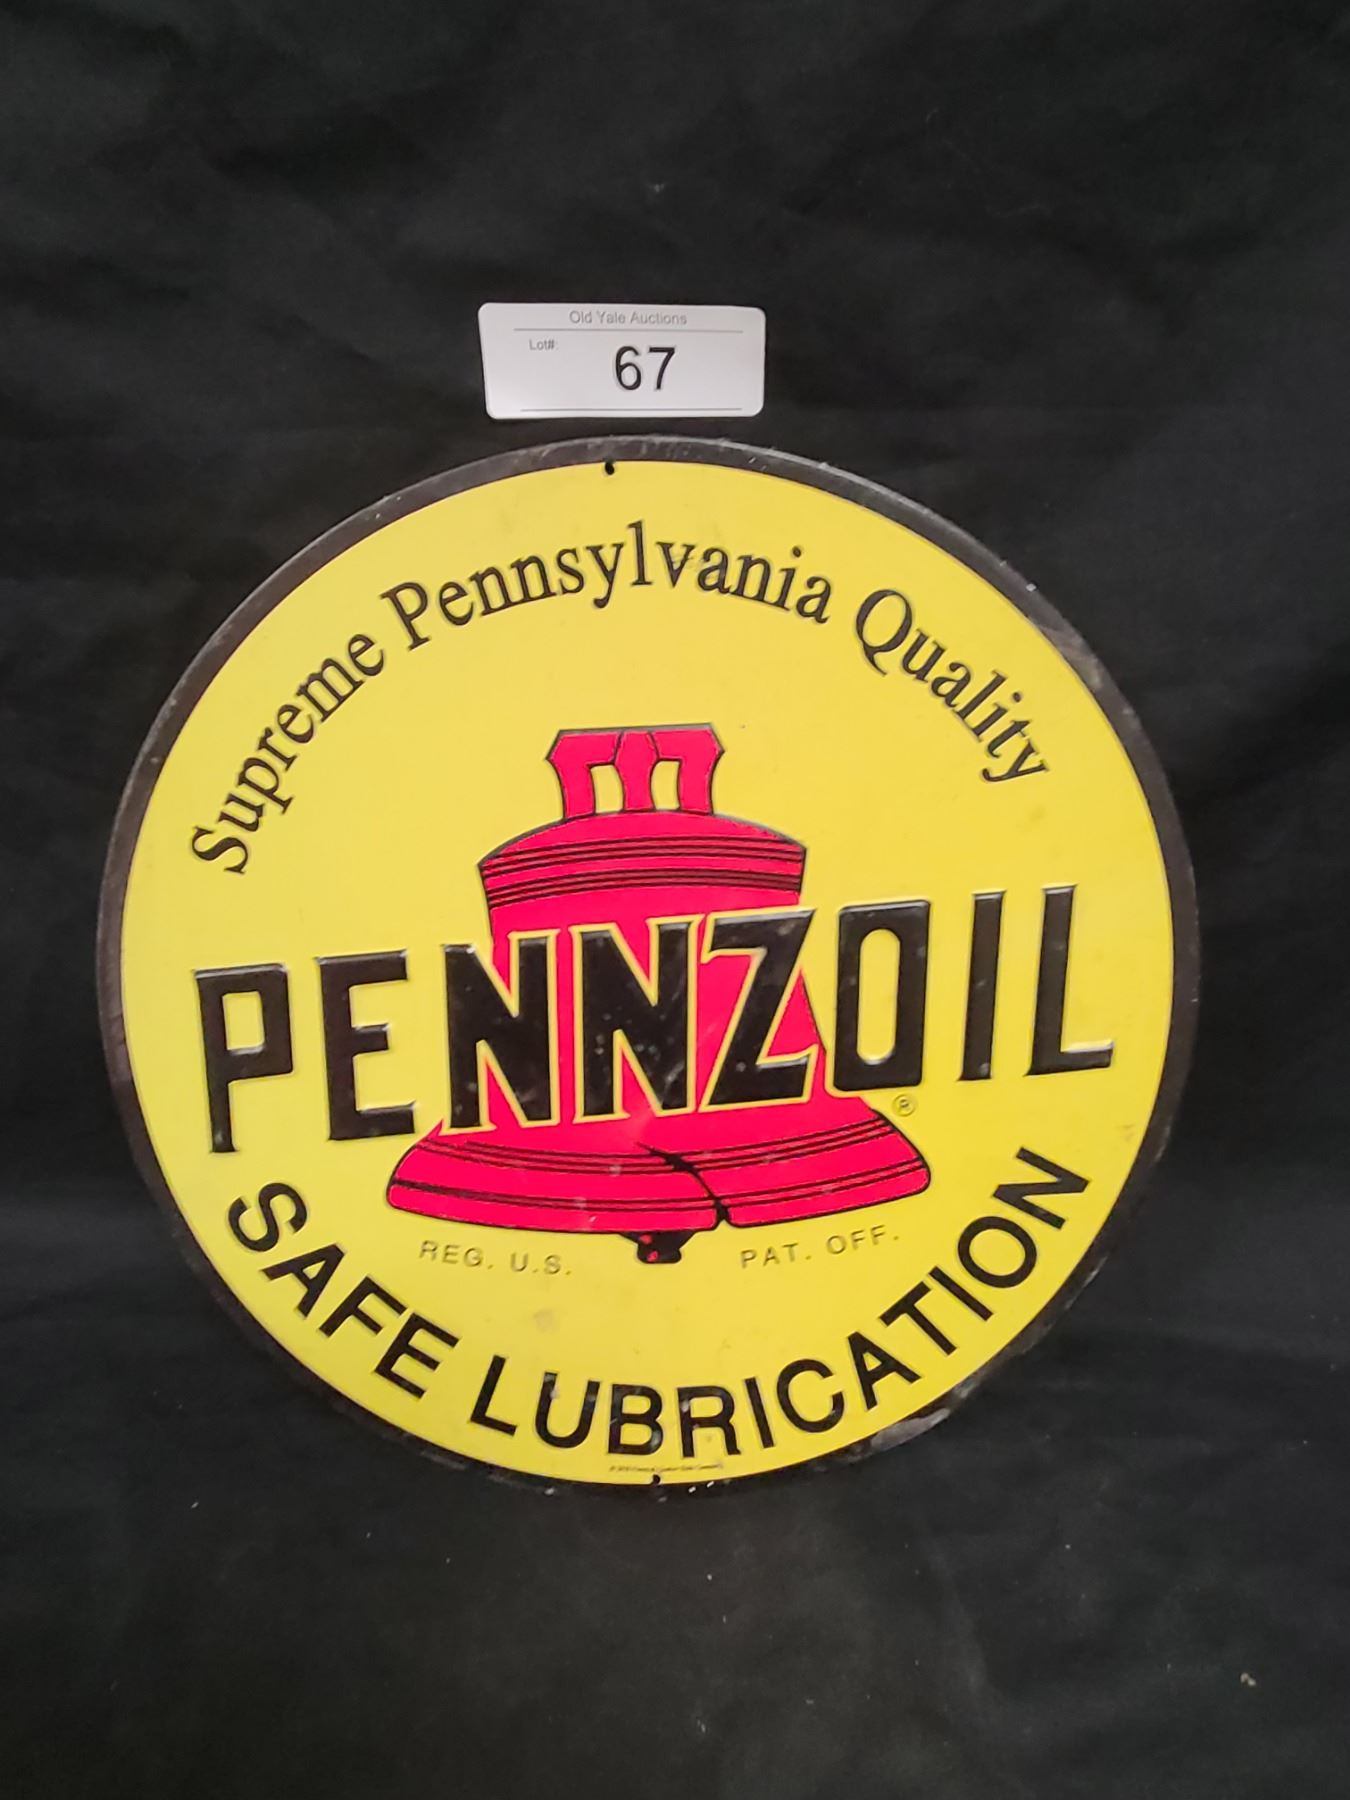 Old Yale Auctions
Lot#:
67
Supreme Pennsylvania Quality
PENNZOIL
®
REG. U.S. PAT. OFF.
SAFE LUBRICATION